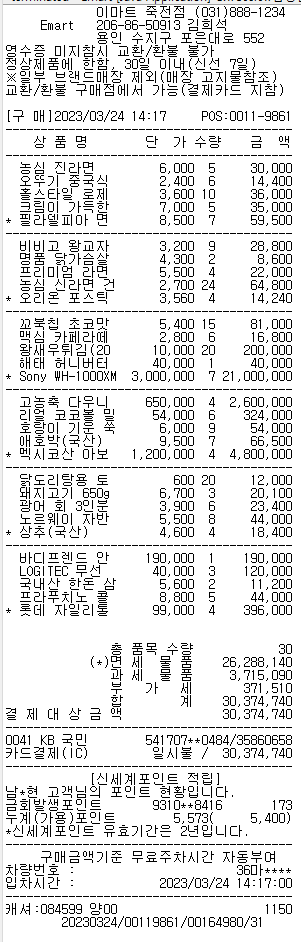 이마트 죽전점 (031)888-1234
Emart 206-86-50913 김회성
용인 수지구 포은대로 552
영수증 미지참시 교환/환불 불가
정상제품에 한함, 30일 이내(신선 7일)
※일부 브랜드매장 제외(매장 고지물참조)
교환/환불 구매점에서 가능(결제카드 지참)
[구 매]2023/03/24 14:17 POS:0011-9861
상 품 명 단 가 수량 금 액
농심 진라면 6,000 5 30,000
오뚜기 중국식 2,400 6 14,400
홀스타일 로제 3,600 10 36,000
크림이 가득한 7,000 5 35,000
* 필라델피아 면 8,500 7 59,500
비비고 왕교자 3,200 9 28,800
명품 닭가슴살 4,300 2 8,600
프리미엄 라면 5,500 4 22,000
농심 신라면 건 2,700 24 64,800
* 오리온 포스틱 3,560 4 14,240
꼬북칩 초코맛 5,400 15 81,000
맥심 카페라떼 2,800 6 16,800
왕새우튀김(20 10,000 20 200,000
해태 허니버터 40,000 1 40,000
* Sony WH-1000XM 3,000,000 7 21,000,000
고농축 다우니 650,000 4 2,600,000
리얼 코코볼 밀 54,000 6 324,000
호랑이 기운 쑥 6,000 9 54,000
애호박(국산) 9,500 7 66,500
* 멕시코산 아보 1,200,000 4 4,800,000
닭도리탕용 토 600 20 12,000
돼지고기 650g 6,700 3 20,100
광어 회 3인분 3,900 6 23,400
노르웨이 자반 5,500 8 44,000
* 상추(국산) 4,600 4 18,400
바디프렌드 안 190,000 1 190,000
LOGITEC 무선 40,000 3 120,000
국내산 한돈 삼 5,600 2 11,200
프라푸치노 콜 8,800 5 44,000
* 롯데 자일리톨 99,000 4 396,000
총 품목 수량 30
(*)면 세 물 품 26,288,140
과 세 물 품 3,715,090
부 가 세 371,510
합 계 30,374,740
결 제 대 상 금 액 30,374,740
0041 KB 국민 541707**0484/35860658
카드결제(IC) 일시불 / 30,374,740
[신세계포인트 적립]
남*현 고객님의 포인트 현황입니다.
금회발생포인트 9310**8416 173
누계(가용)포인트 5,573( 5,400)
*신세계포인트 유효기간은 2년입니다.
구매금액기준 무료주차시간 자동부여
차량번호 : 36마****
입차시간 : 2023/03/24 14:17:00
캐셔:084599 양00 1150
20230324/00119861/00164980/31